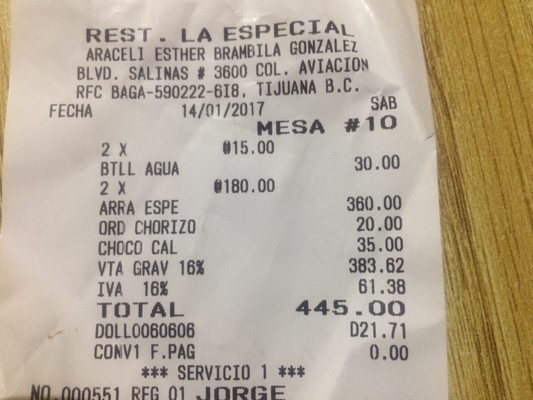 REST. LA ESPECIAL
ARACELI ESTHER BRAMBILA GONZALEZ
BLVD. SALINAS # 3600 COL. AVIACION
RFC BAGA-590222-6I8, TIJUANA B.C.
FECHA 14/01/2017 SAB
MESA #10
2 X @15.00
BTLL AGUA 30.00
2 X @180.00
ARRA ESPE 360.00
ORD CHORIZO 20.00
CHOCO CAL 35.00
VTA GRAV 16% 383.62
IVA 16% 61.38
TOTAL 445.00
DOLL0060606 D21.71
CONV1 F.PAG 0.00
*** SERVICIO 1 ***
NO.000551 REG 01 JORGE